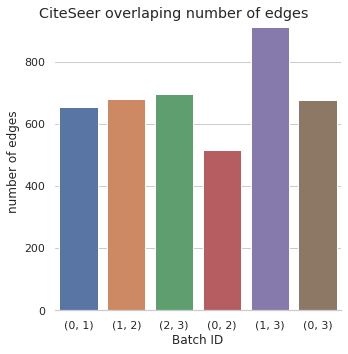 CiteSeer overlaping number of edges
number of edges
800
600
400
200
0
(0, 1) (1, 2) (2, 3) (0, 2) (1, 3) (0, 3)
Batch ID